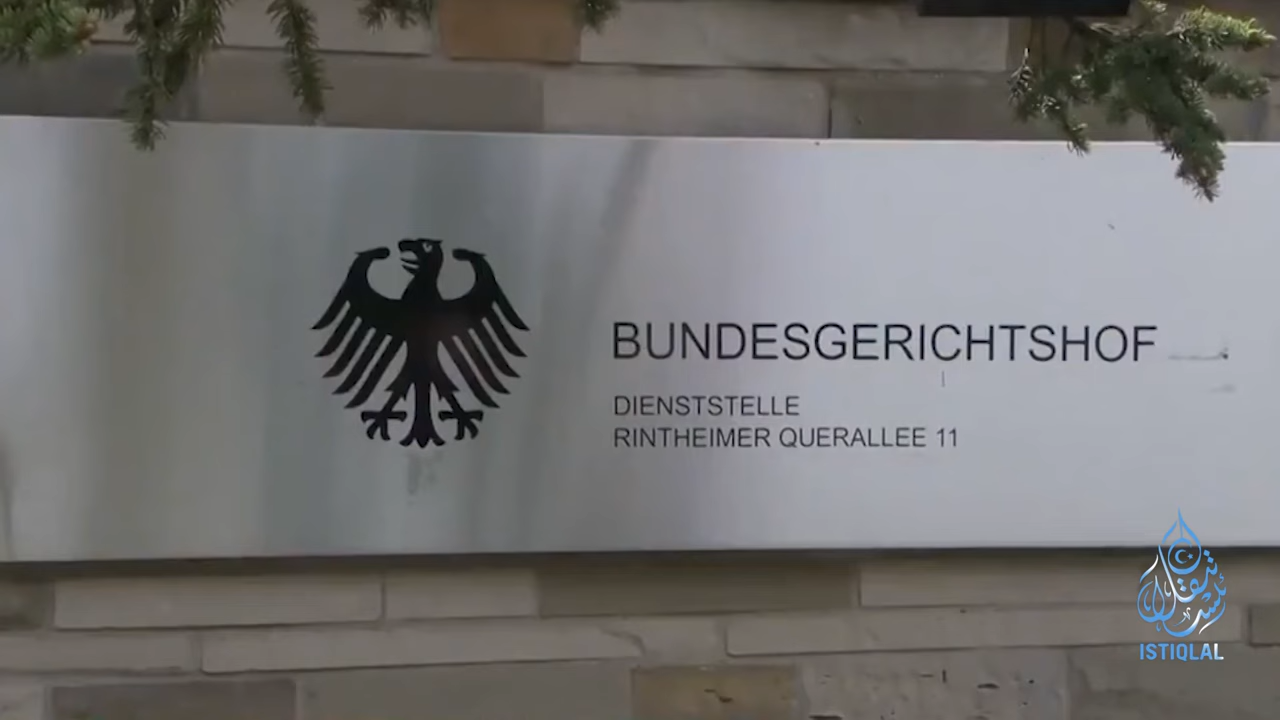 BUNDESGERICHTSHOF
DIENSTSTELLE
RINTHEIMER QUERALLEE 11
ISTIQLAL